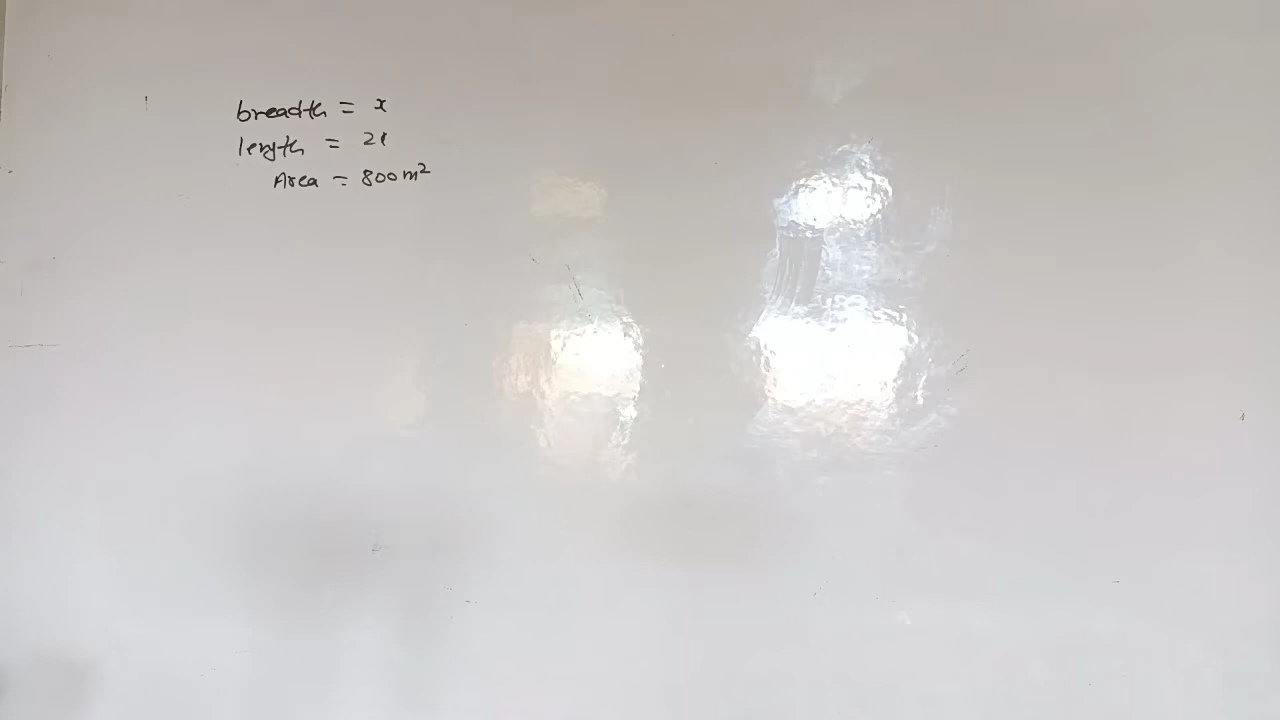 breadth = x
length = 2x
Area = 800m²